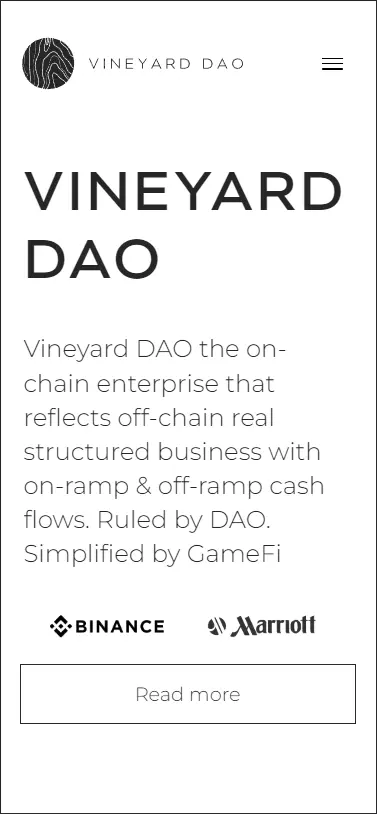 VINEYARD DAO
VINEYARD
DAO
Vineyard DAO the on-
chain enterprise that
reflects off-chain real
structured business with
on-ramp & off-ramp cash
flows. Ruled by DAO.
Simplified by GameFi
BINANCE Marriott
Read more